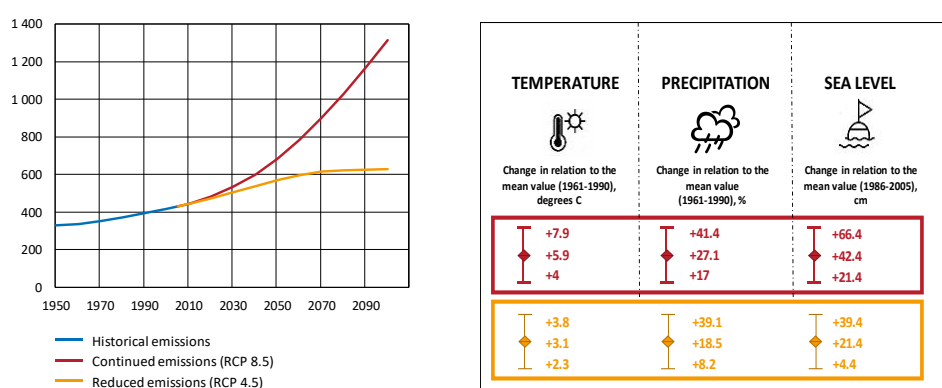 1 400
1 200
1 000
800
600
400
200
0
1950 1970 1990 2010 2030 2050 2070 2090
Historical emissions
Continued emissions (RCP 8.5)
Reduced emissions (RCP 4.5)
TEMPERATURE
Change in relation to the
mean value (1961-1990),
degrees C
PRECIPITATION
Change in relation to the
mean value
(1961-1990), %
SEA LEVEL
Change in relation to the
mean value (1986-2005),
cm
+7.9 +41.4 +66.4
+5.9 +27.1 +42.4
+4 +17 +21.4
+3.8 +39.1 +39.4
+3.1 +18.5 +21.4
+2.3 +8.2 +4.4